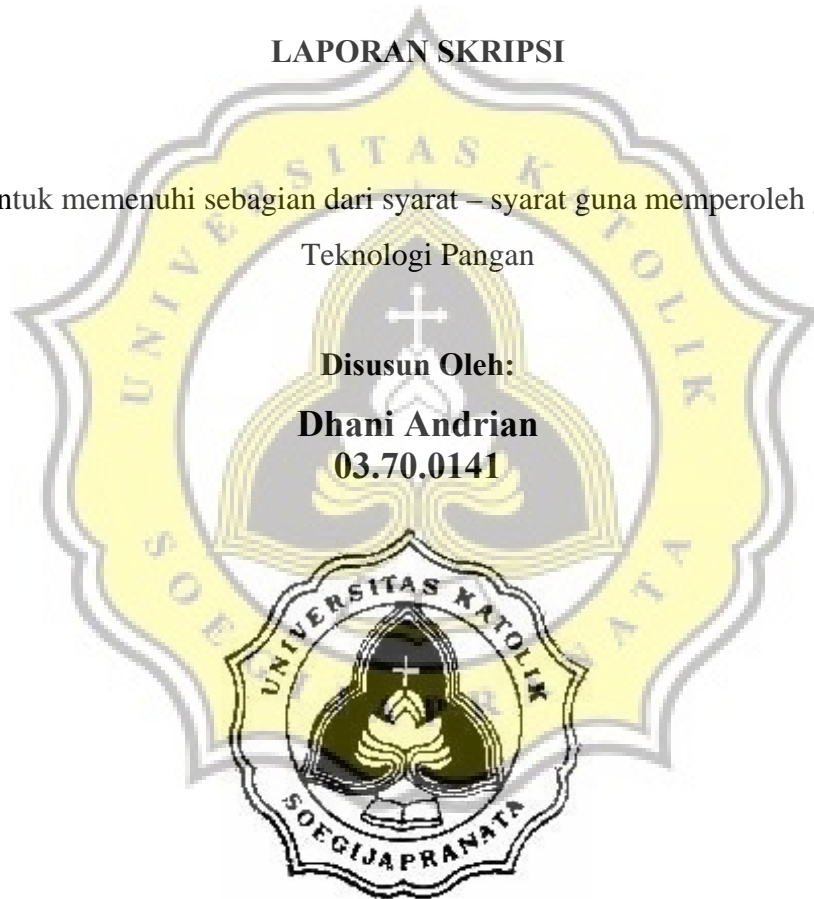 LAPORAN SKRIPSI
ntuk memenuhi sebagian dari syarat – syarat guna memperoleh
Teknologi Pangan
Disusun Oleh:
Dhani Andrian
03.70.0141
UNIVERSITAS KATOLIK
SOEGIJAPRANATA